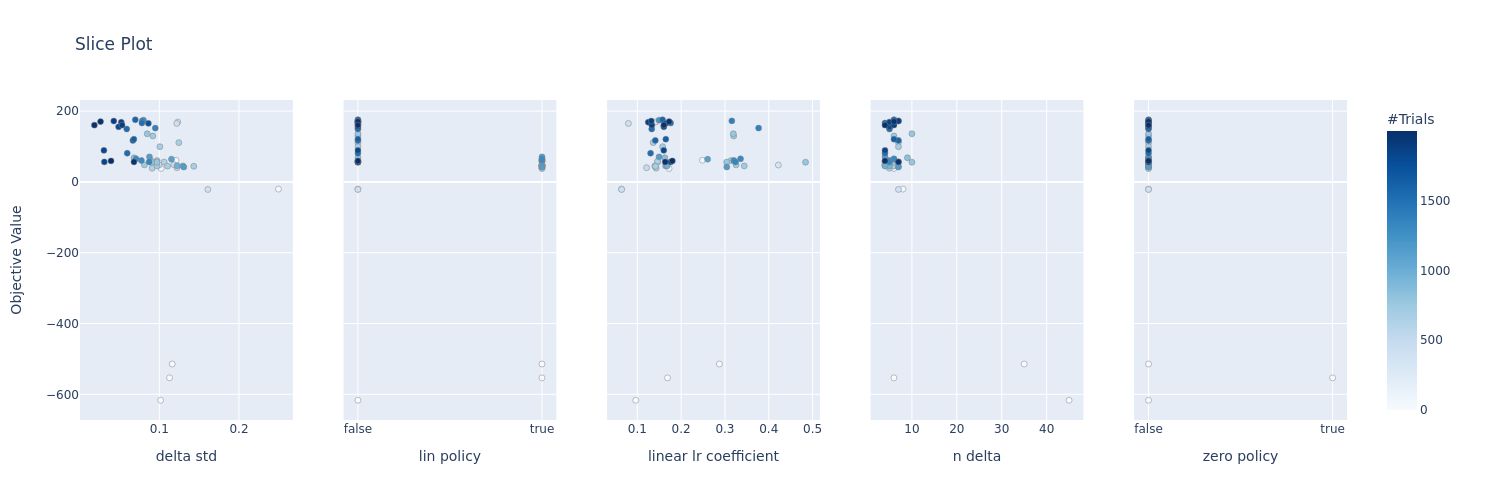 Slice Plot
Objective Value
200
0
−200
−400
−600
0.1 0.2
delta std
false true
lin policy
0.1 0.2 0.3 0.4 0.5
linear lr coefficient
10 20 30 40
n delta
false true
zero policy
#Trials
1500
1000
500
0